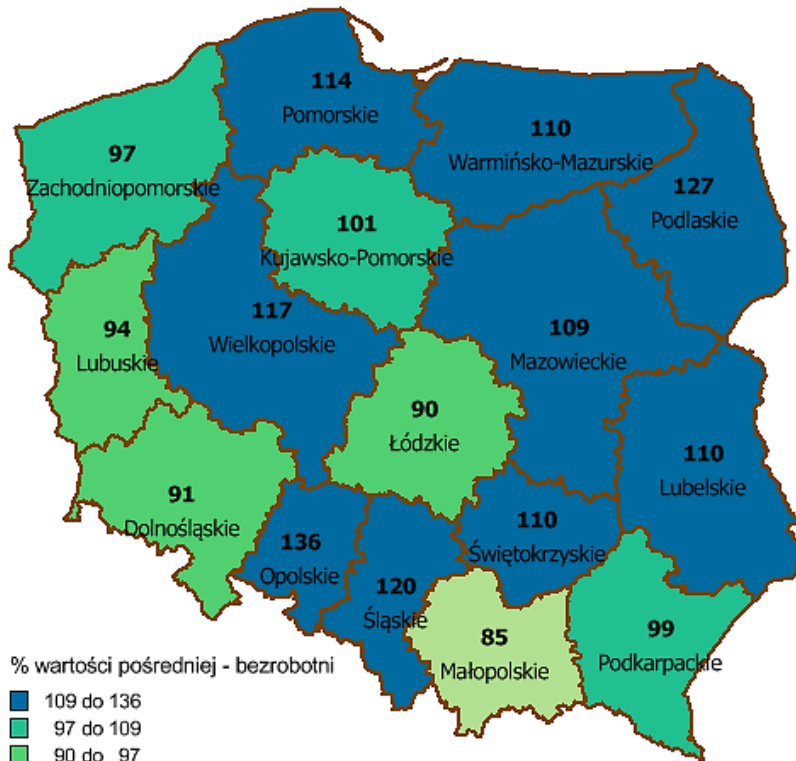 114
Pomorskie
110
Warmińsko-Mazurskie
97
Zachodniopomorskie
127
Podlaskie
101
Kujawsko-Pomorskie
117
Wielkopolskie
94
Lubuskie
109
Mazowieckie
90
Łódzkie
110
Lubelskie
91
Dolnośląskie
136
Opolskie
110
Świętokrzyskie
120
Śląskie
85
Małopolskie
99
Podkarpackie
% wartości pośredniej - bezrobotni
109 do 136
97 do 109
90 do 97